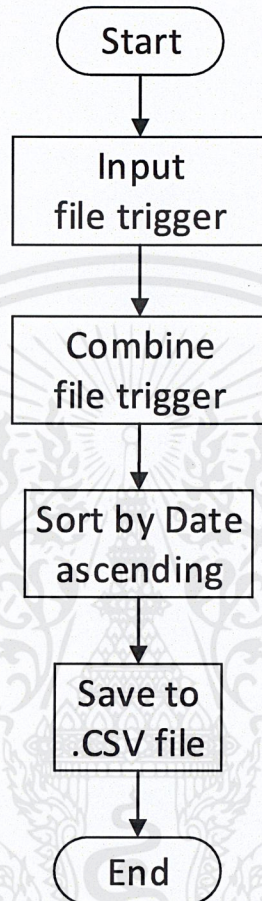 Start
Input
file trigger
Combine
file trigger
Sort by Date
ascending
Save to
.CSV file
End